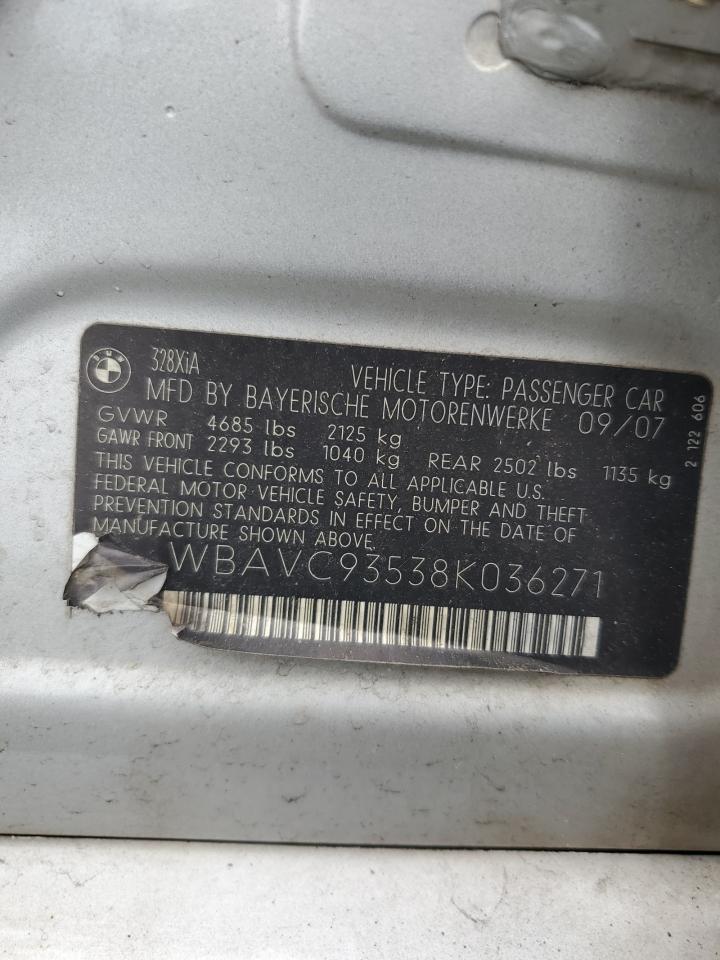 BMW
328XiA
VEHICLE TYPE: PASSENGER CAR
MFD BY BAYERISCHE MOTORENWERKE 09/07
GVWR 4685 lbs 2125 kg
GAWR FRONT 2293 lbs 1040 kg REAR 2502 lbs 1135 kg
THIS VEHICLE CONFORMS TO ALL APPLICABLE U.S.
FEDERAL MOTOR VEHICLE SAFETY, BUMPER AND THEFT
PREVENTION STANDARDS IN EFFECT ON THE DATE OF
MANUFACTURE SHOWN ABOVE.
WBAVC93538K036271
2 122 606